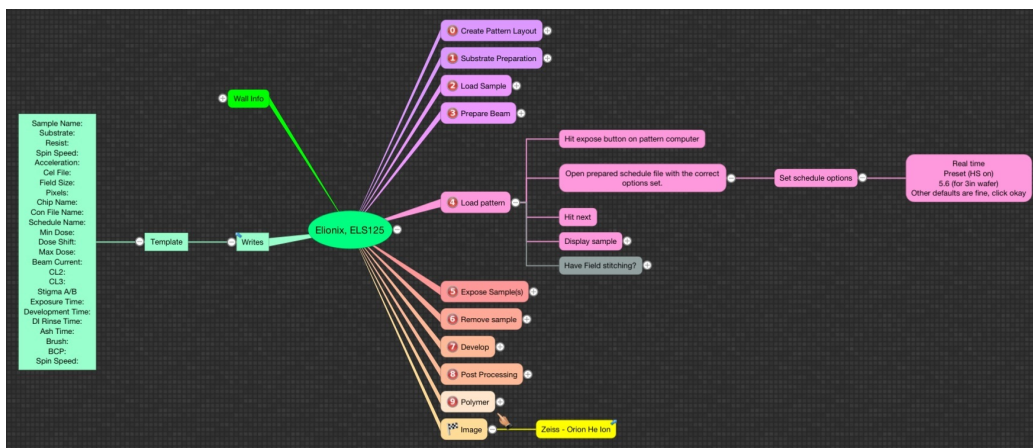 0 Create Pattern Layout
1 Substrate Preparation
2 Load Sample
3 Prepare Beam
Wall Info
Sample Name:
Substrate:
Resist:
Spin Speed:
Acceleration:
Cel File:
Field Size:
Pixels:
Chip Name:
Con File Name:
Schedule Name:
Min Dose:
Dose Shift:
Max Dose:
Beam Current:
CL2:
CL3:
Stigma A/B
Exposure Time:
Development Time:
DI Rinse Time:
Ash Time:
Brush:
BCP:
Spin Speed:
Template
Writes
Elionix, ELS125
4 Load pattern
Hit expose button on pattern computer
Open prepared schedule file with the correct
options set.
Set schedule options
Real time
Preset (HS on)
5.6 (for 3in wafer)
Other defaults are fine, click okay
Hit next
Display sample
Have Field stitching?
5 Expose Sample(s)
6 Remove sample
7 Develop
8 Post Processing
9 Polymer
Image
Zeiss - Orion He Ion